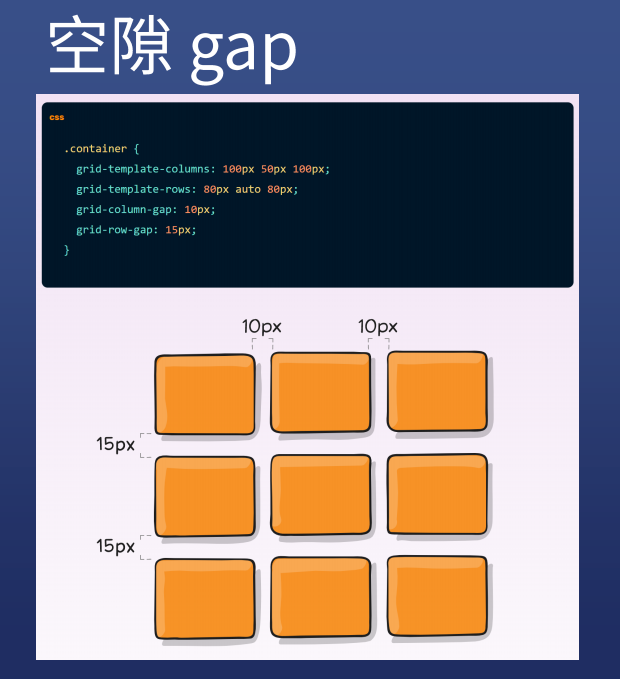 空隙 gap
css
.container {
grid-template-columns: 100px 50px 100px;
grid-template-rows: 80px auto 80px;
grid-column-gap: 10px;
grid-row-gap: 15px;
}
10px 10px
15px
15px